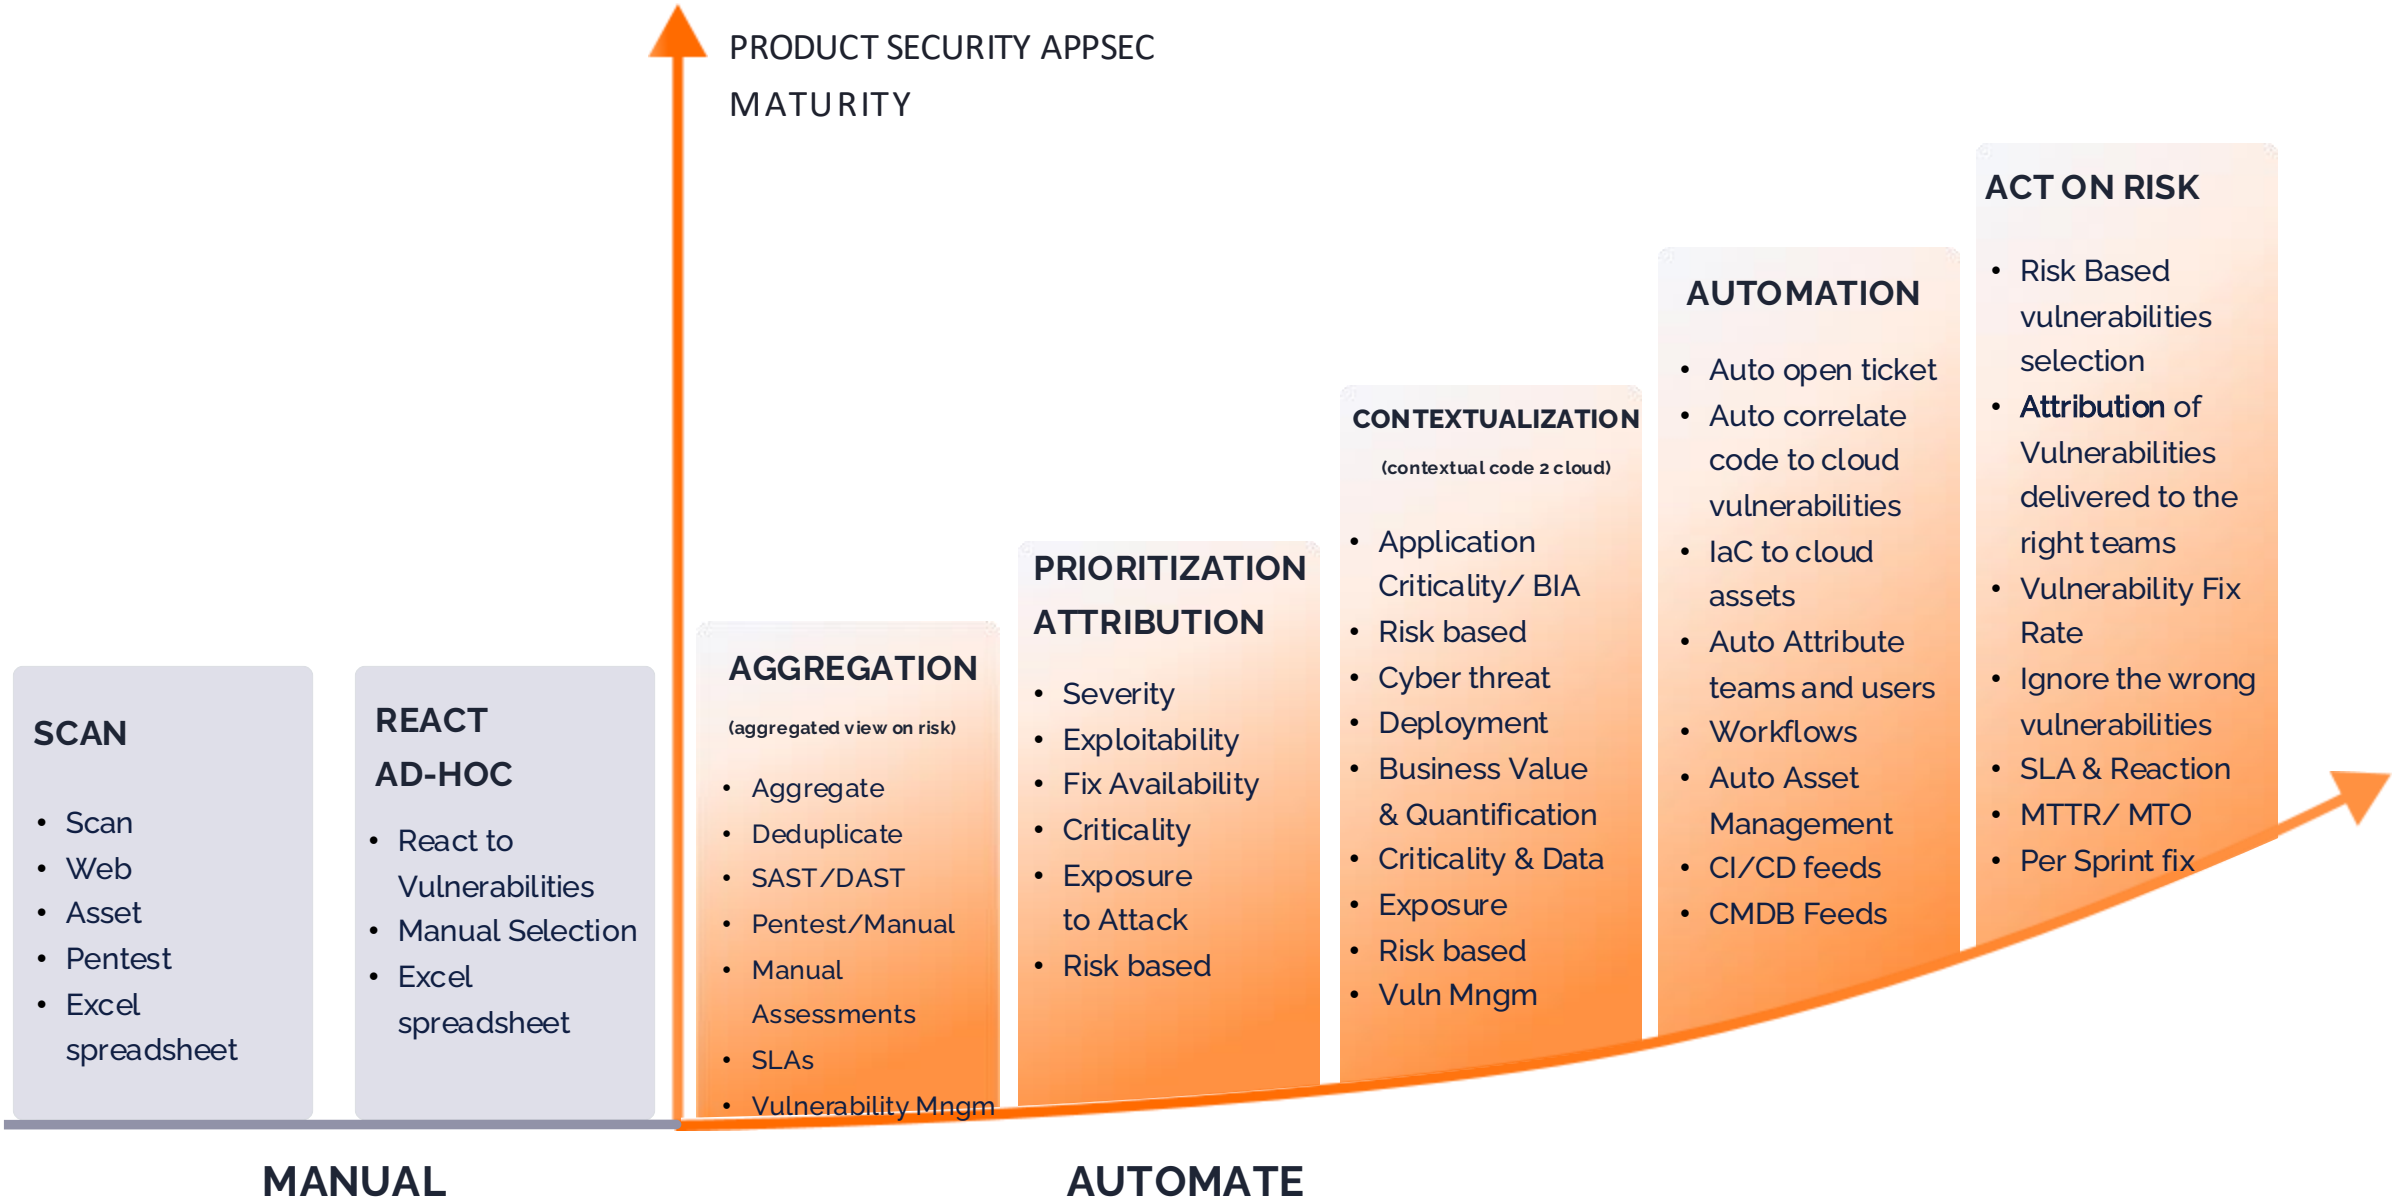 PRODUCT SECURITY APPSEC
MATURITY
SCAN
• Scan
• Web
• Asset
• Pentest
• Excel
spreadsheet
REACT
AD-HOC
• React to
Vulnerabilities
• Manual Selection
• Excel
spreadsheet
AGGREGATION
(aggregated view on risk)
• Aggregate
• Deduplicate
• SAST/DAST
• Pentest/Manual
• Manual
Assessments
• SLAs
• Vulnerability Mngm
PRIORITIZATION
ATTRIBUTION
• Severity
• Exploitability
• Fix Availability
• Criticality
• Exposure
to Attack
• Risk based
CONTEXTUALIZATION
(contextual code 2 cloud)
• Application
Criticality/ BIA
• Risk based
• Cyber threat
• Deployment
• Business Value
& Quantification
• Criticality & Data
• Exposure
• Risk based
• Vuln Mngm
AUTOMATION
• Auto open ticket
• Auto correlate
code to cloud
vulnerabilities
• IaC to cloud
assets
• Auto Attribute
teams and users
• Workflows
• Auto Asset
Management
• CI/CD feeds
• CMDB Feeds
ACT ON RISK
• Risk Based
vulnerabilities
selection
• Attribution of
Vulnerabilities
delivered to the
right teams
• Vulnerability Fix
Rate
• Ignore the wrong
vulnerabilities
• SLA & Reaction
• MTTR/ MTO
• Per Sprint fix
MANUAL
AUTOMATE